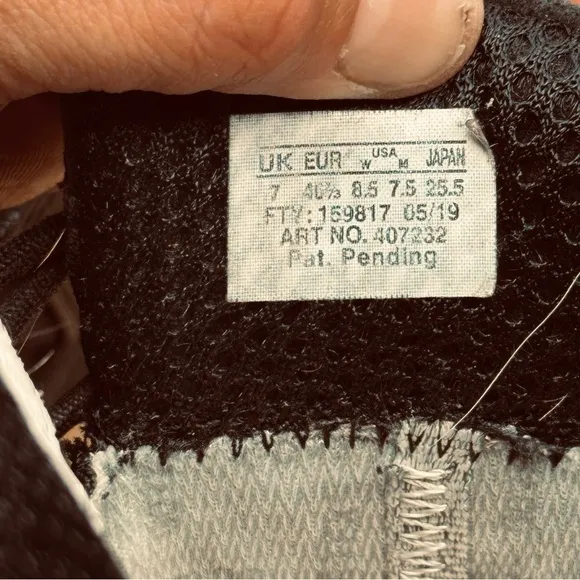 UK EUR W USA M JAPAN
7 40⅔ 8.5 7.5 25.5
FTY: 159817 05/19
ART NO. 407232
Pat. Pending